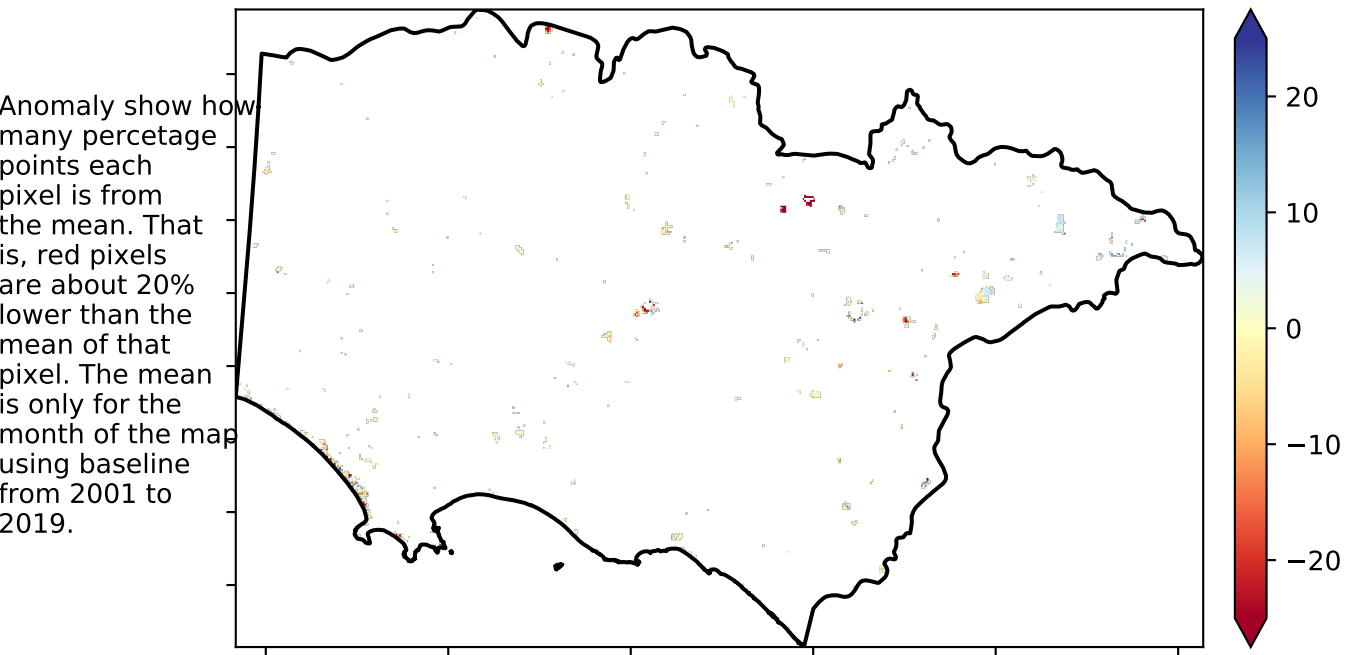 Anomaly show how
many percetage
points each
pixel is from
the mean. That
is, red pixels
are about 20%
lower than the
mean of that
pixel. The mean
is only for the
month of the map
using baseline
from 2001 to
2019.
20
10
0
−10
−20